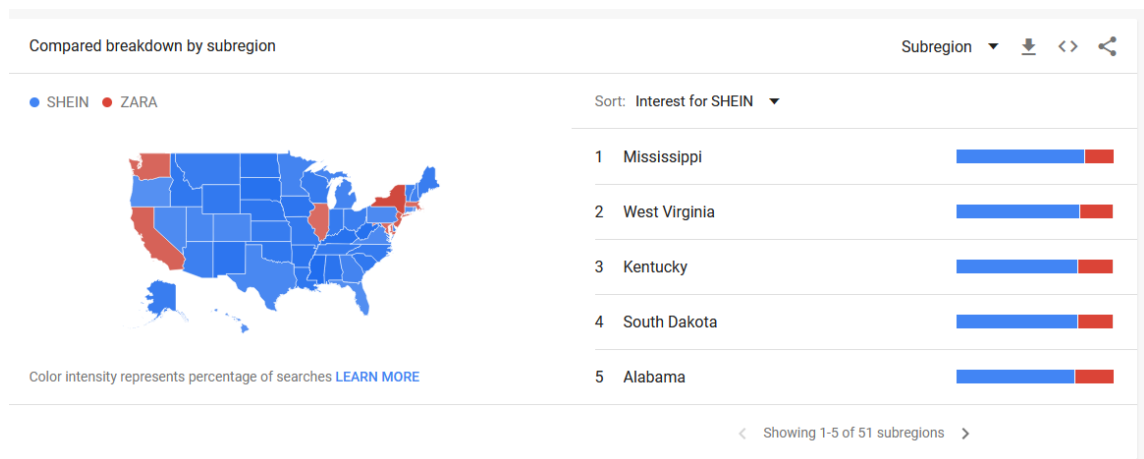 Compared breakdown by subregion
Subregion
SHEIN ZARA
Sort: Interest for SHEIN
1 Mississippi
2 West Virginia
3 Kentucky
4 South Dakota
5 Alabama
Color intensity represents percentage of searches LEARN MORE
Showing 1-5 of 51 subregions